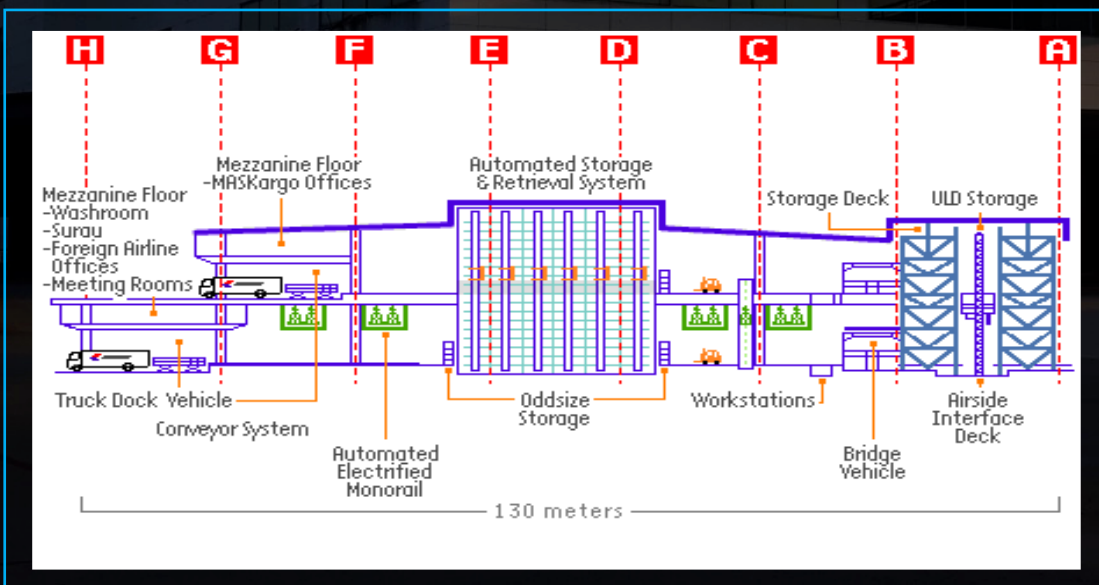 H G F E D C B A
Mezzanine Floor
-MASKargo Offices
Automated Storage
& Retrieval System
Mezzanine Floor
-Washroom
-Suray
-Foreign Airline
Offices
-Meeting Rooms
Storage Deck
ULD Storage
Truck Dock Vehicle
Conveyor System
Automated
Electrified
Monorail
Oddsize
Storage
Workstations
Bridge
Vehicle
Airside
Interface
Deck
130 meters